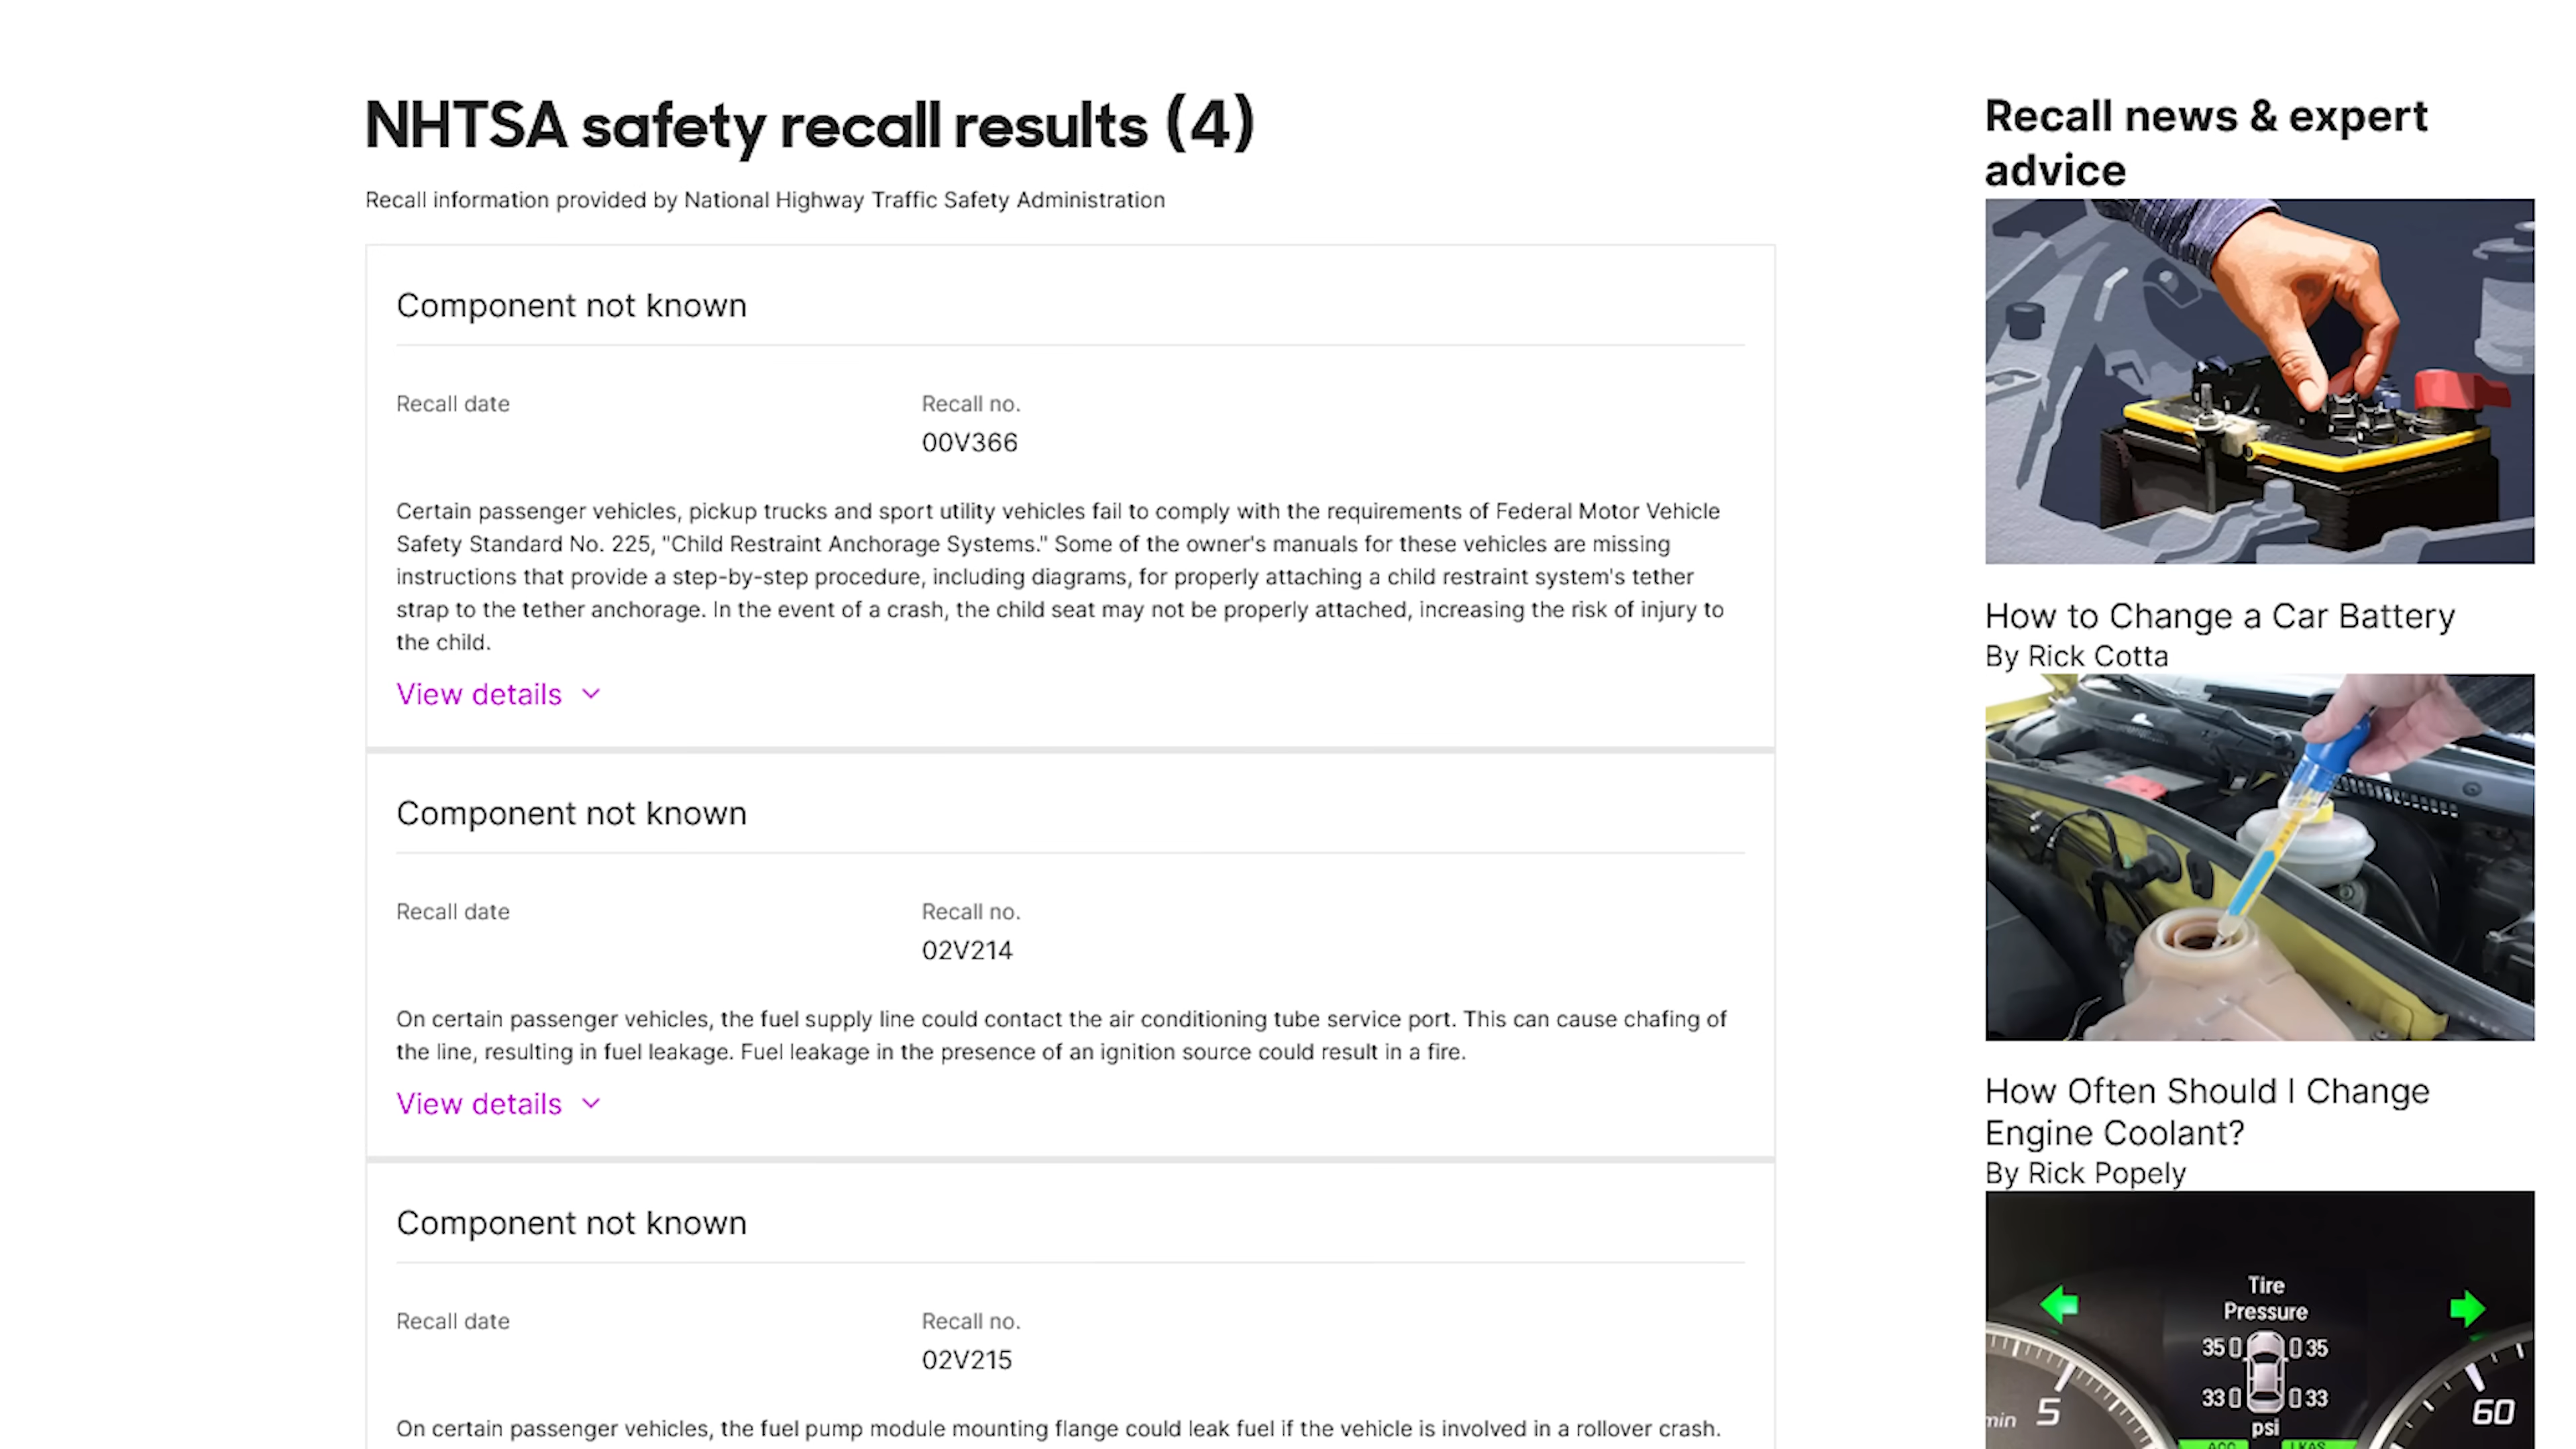 NHTSA safety recall results (4)
Recall information provided by National Highway Traffic Safety Administration
Component not known
Recall date
Recall no.
00V366
Certain passenger vehicles, pickup trucks and sport utility vehicles fail to comply with the requirements of Federal Motor Vehicle
Safety Standard No. 225, "Child Restraint Anchorage Systems." Some of the owner's manuals for these vehicles are missing
instructions that provide a step-by-step procedure, including diagrams, for properly attaching a child restraint system's tether
strap to the tether anchorage. In the event of a crash, the child seat may not be properly attached, increasing the risk of injury to
the child.
View details
Component not known
Recall date
Recall no.
02V214
On certain passenger vehicles, the fuel supply line could contact the air conditioning tube service port. This can cause chafing of
the line, resulting in fuel leakage. Fuel leakage in the presence of an ignition source could result in a fire.
View details
Component not known
Recall date
Recall no.
02V215
On certain passenger vehicles, the fuel pump module mounting flange could leak fuel if the vehicle is involved in a rollover crash.
Recall news & expert
advice
How to Change a Car Battery
By Rick Cotta
How Often Should I Change
Engine Coolant?
By Rick Popely
Tire
Pressure
35 35
33 33
psi
min 5
60